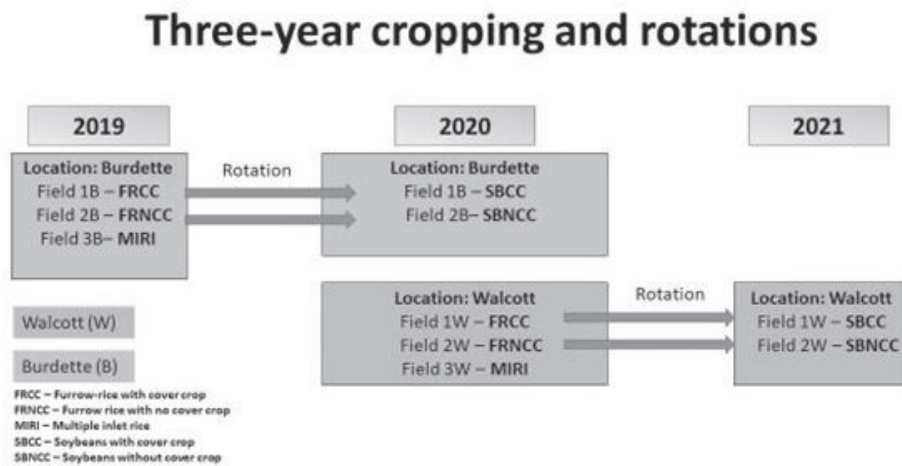 Three-year cropping and rotations
2019
2020
2021
Location: Burdette
Field 1B – FRCC
Field 2B – FRNCC
Field 3B– MIRI
Rotation
Location: Burdette
Field 1B – SBCC
Field 2B– SBNCC
Location: Walcott
Field 1W – FRCC
Field 2W – FRNCC
Field 3W – MIRI
Rotation
Location: Walcott
Field 1W – SBCC
Field 2W – SBNCC
Walcott (W)
Burdette (B)
FRCC – Furrow-rice with cover crop
FRNCC – Furrow rice with no cover crop
MIRI – Multiple inlet rice
SBCC – Soybeans with cover crop
SBNCC – Soybeans without cover crop